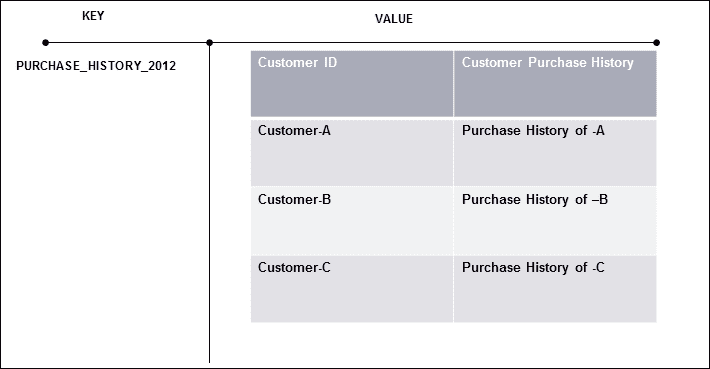 KEY
VALUE
PURCHASE_HISTORY_2012
Customer ID
Customer Purchase History
Customer-A
Purchase History of -A
Customer-B
Purchase History of –B
Customer-C
Purchase History of -C